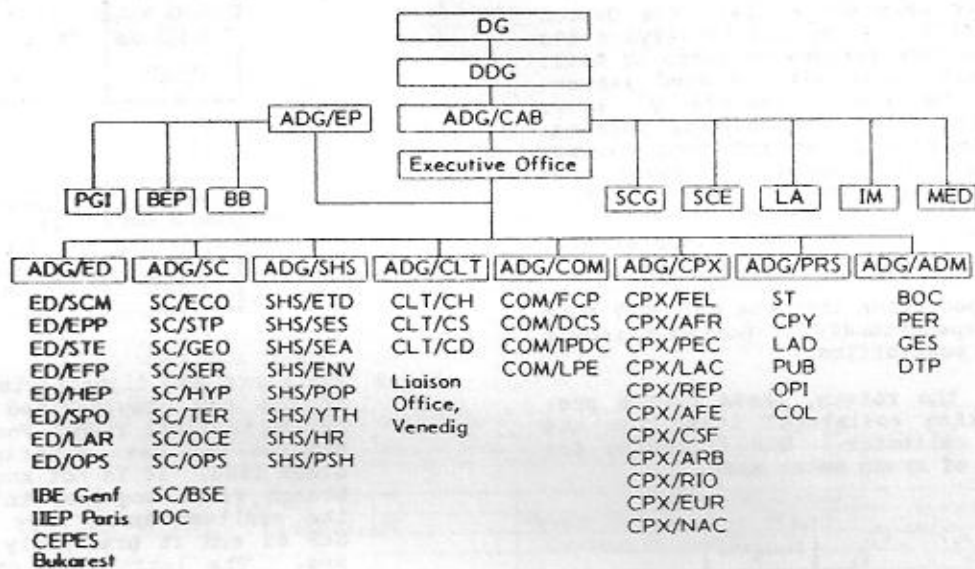 DG
DDG
ADG/EP ADG/CAB
Executive Office
PGI BEP BB SCG SCE LA IM MED
ADG/ED ADG/SC ADG/SHS ADG/CLT ADG/COM ADG/CPX ADG/PRS ADG/ADM
ED/SCM SC/ECO SHS/ETD CLT/CH COM/FCP CPX/FEL ST BOC
ED/EPP SC/STP SHS/SES CLT/CS COM/DCS CPX/AFR CPY PER
ED/STE SC/GEO SHS/SEA CLT/CD COM/IPDC CPX/PEC LAD GES
ED/EFP SC/SER SHS/ENV COM/LPE CPX/LAC PUB DTP
ED/HEP SC/HYP SHS/POP Liaison CPX/REP OPI
ED/SPO SC/TER SHS/YTH Office, CPX/AFE COL
ED/LAR SC/OCE SHS/HR Venedig CPX/CSF
ED/OPS SC/OPS SHS/PSH CPX/ARB
CPX/RIO
IBE Genf SC/BSE CPX/EUR
IIEP Paris IOC CPX/NAC
CEPES
Bukarest